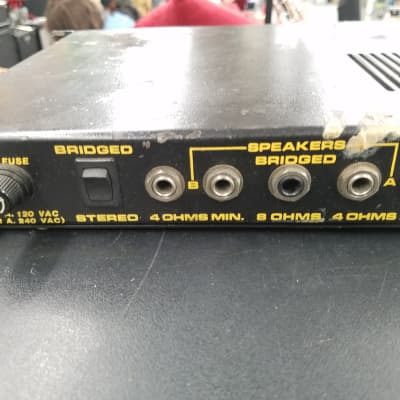 SPEAKERS
BRIDGED BRIDGED
FUSE
B A
120 VAC
A. 240 VAC)
STEREO 4 OHMS MIN. 8 OHMS 4 OHMS